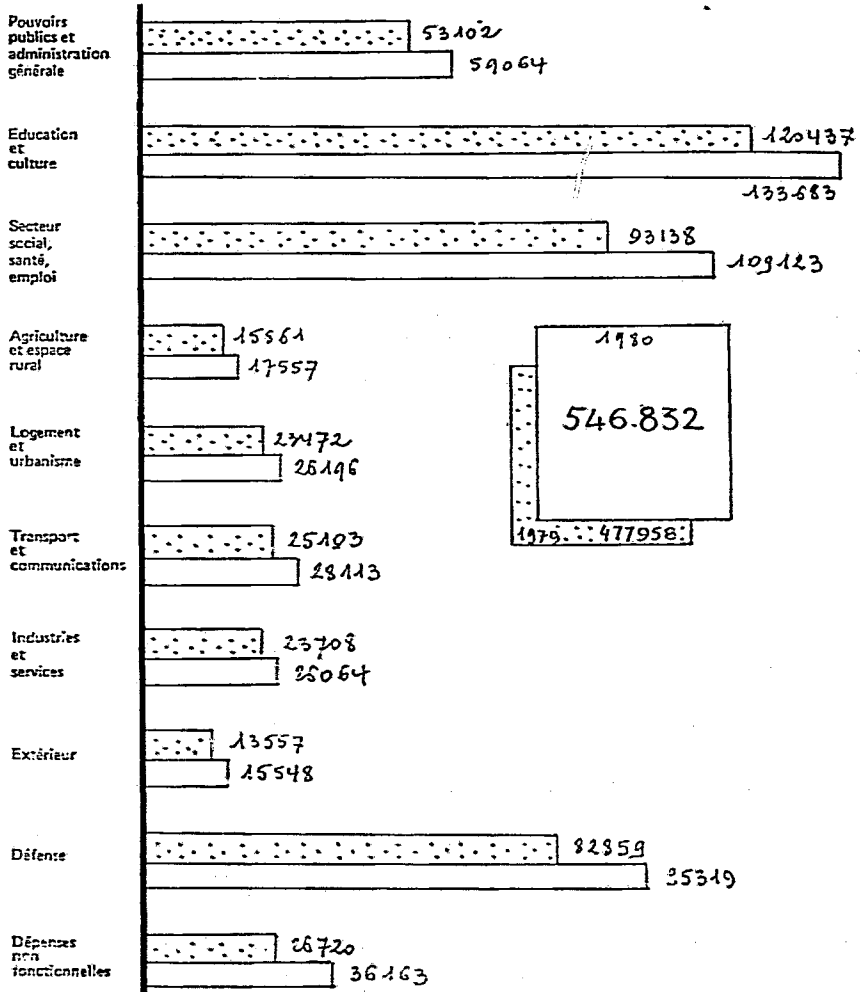 Pouvoirs
publics et
administration
générale
53102
59064
Education
et
culture
120437
133683
Secteur
social,
santé,
emploi
93138
109123
Agriculture
et espace
rural
15561
17557
1980
546.832
1979
477958
Logement
et
urbanisme
23472
26196
Transport
et
communications
25193
28113
Industries
et
services
23708
26064
Extérieur
13557
15548
Défense
82859
95319
Dépenses
non
fonctionnelles
26720
36163